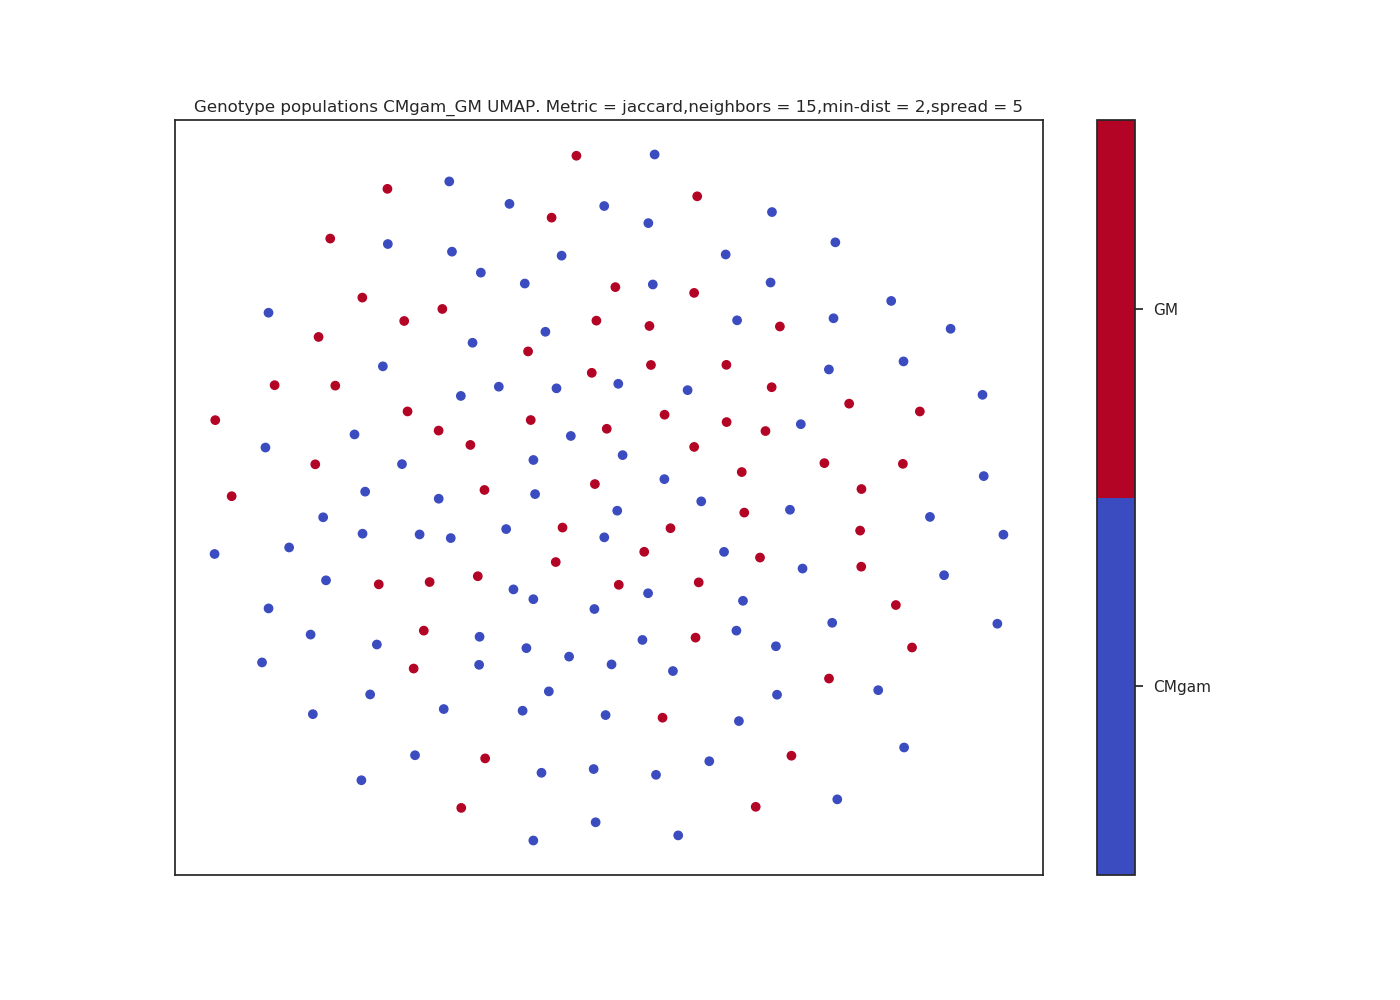 Genotype populations CMgam_GM UMAP. Metric = jaccard,neighbors = 15,min-dist = 2,spread = 5
GM
CMgam